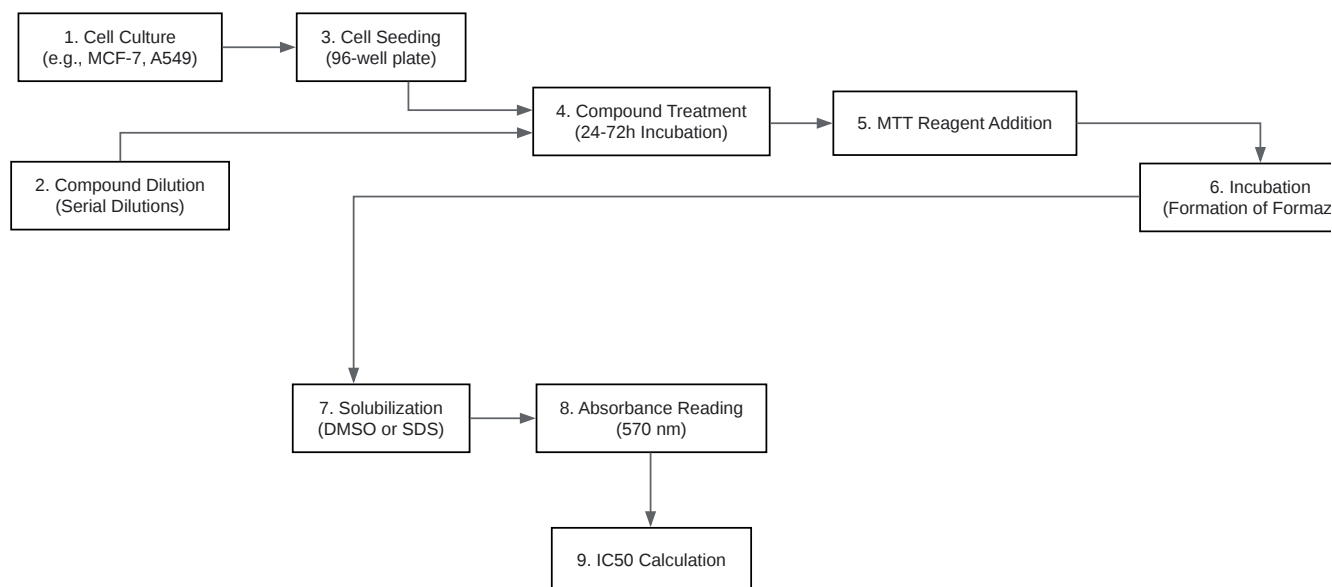 1. Cell Culture
(e.g., MCF-7, A549)
3. Cell Seeding
(96-well plate)
4. Compound Treatment
(24-72h Incubation)
5. MTT Reagent Addition
2. Compound Dilution
(Serial Dilutions)
6. Incubation
(Formation of Formaz
7. Solubilization
(DMSO or SDS)
8. Absorbance Reading
(570 nm)
9. IC50 Calculation